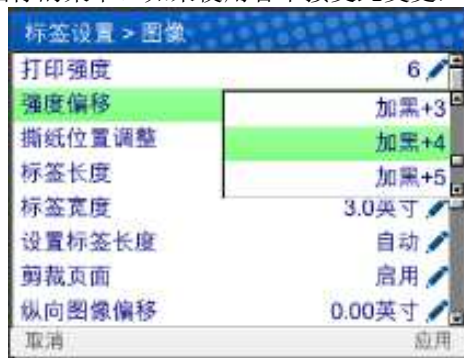 标签设置 > 图像
打印强度 6
强度偏移 加黑+3
撕纸位置调整 加黑+4
标签长度 加黑+5
标签宽度 3.0英寸
设置标签长度 自动
剪裁页面 启用
纵向图像偏移 0.00英寸
取消 应用